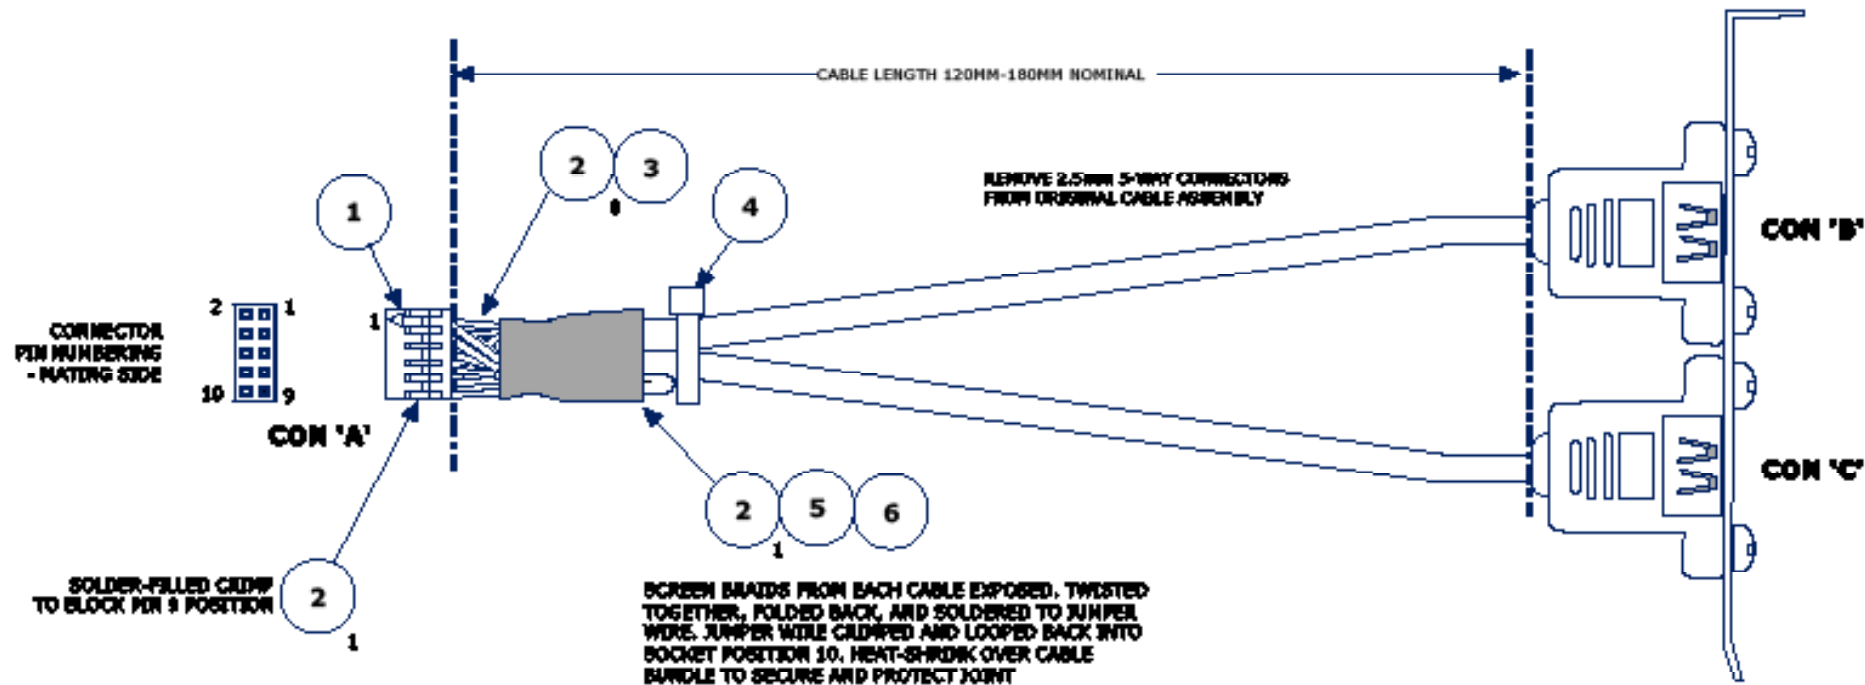 CABLE LENGTH 120MM-180MM NOMINAL
2
3
8
REMOVE 2.5mm 5-WAY CONNECTORS
FROM ORIGINAL CABLE ASSEMBLY
1
4
CON 'B'
2
1
1
CONNECTOR
PIN NUMBERING
- MATING SIDE
10
9
CON 'A'
CON 'C'
2
5
6
1
SOLDER-FILLED CRIMP
TO BLOCK PIN 9 POSITION
2
1
SCREEN BRAIDS FROM EACH CABLE EXPOSED, TWISTED
TOGETHER, FOLDED BACK, AND SOLDERED TO JUMPER
WIRE. JUMPER WIRE CRIMPED AND LOOPED BACK INTO
SOCKET POSITION 10. HEAT-SHRINK OVER CABLE
BUNDLE TO SECURE AND PROTECT JOINT